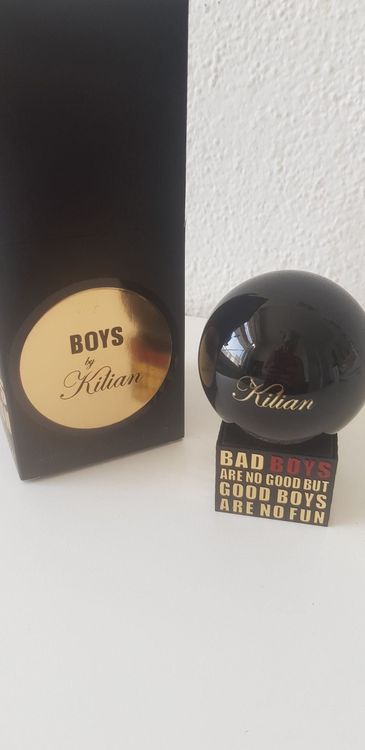 BOYS
by
Kilian
Kilian
BAD BOYS
ARE NO GOOD BUT
GOOD BOYS
ARE NO FUN